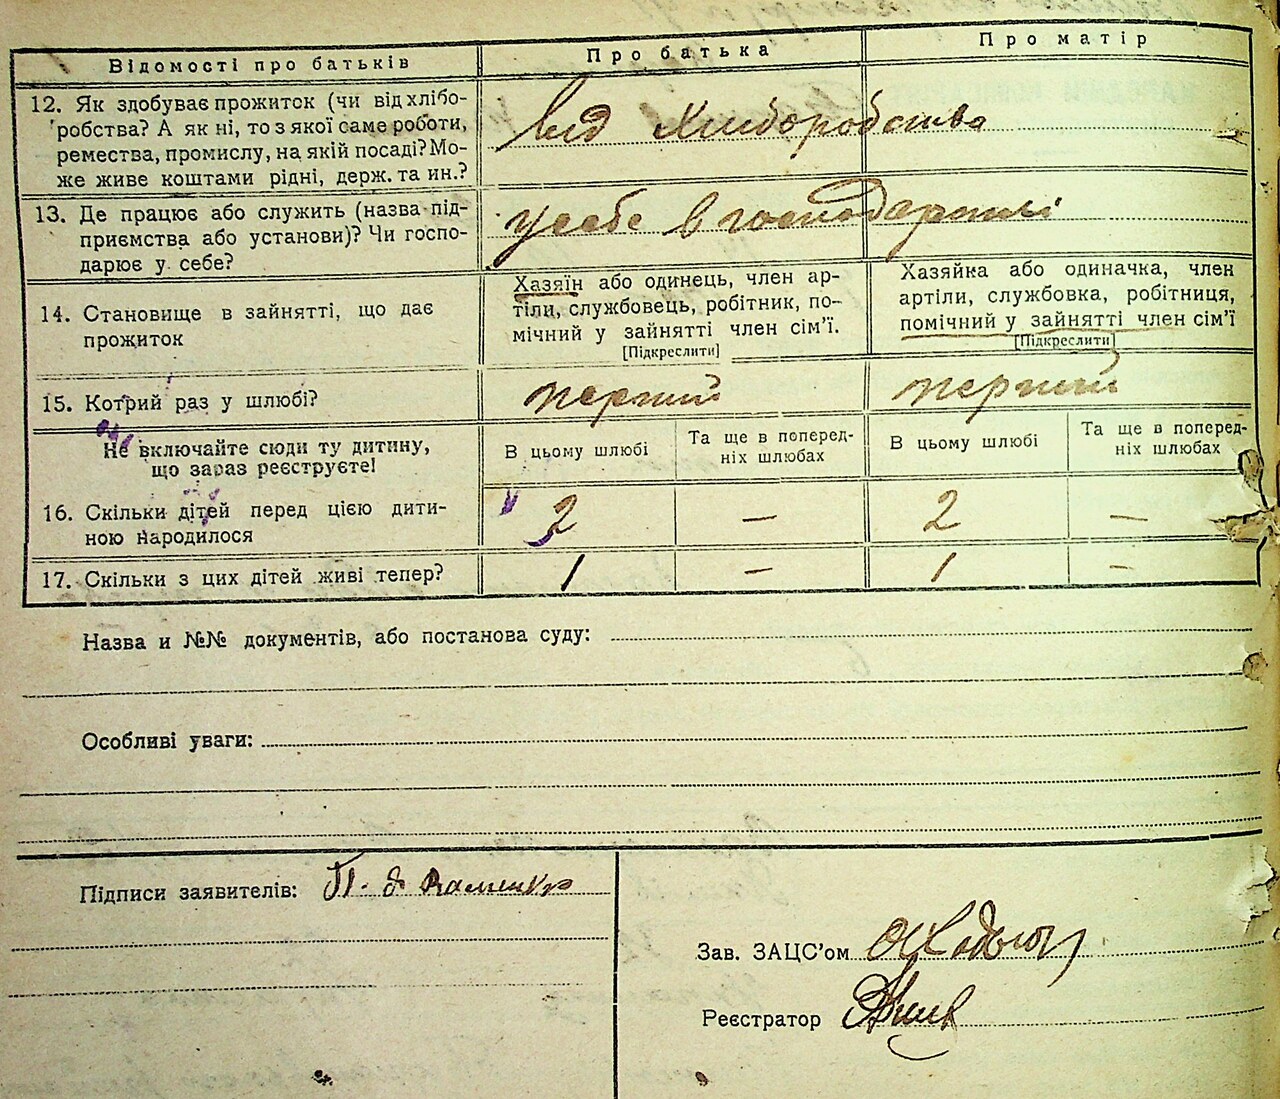 Відомості про батьків
Про батька
Про матір
12. Як здобуває прожиток (чи від хлібо-
робства? А як ні, то з якої саме роботи,
ремества, промислу, на якій посаді? Мо-
же живе коштами рідні, держ. та ин.?
від хліборобства
13. Де працює або служить (назва під-
приємства або установи)? Чи госпо-
дарює у себе?
у себе в господарстві
14. Становище в зайнятті, що дає
прожиток
Хазяїн або одинець, член ар-
тіли, службовець, робітник, по-
мічний у зайнятті член сім'ї.
[Підкреслити]
Хазяйка або одиначка, член
артіли, службовка, робітниця,
помічний у зайнятті член сім'ї
[Підкреслити]
15. Котрий раз у шлюбі?
перший
перший
Не включайте сюди ту дитину,
що зараз реєструєте!
В цьому шлюбі
Та ще в поперед-
ніх шлюбах
В цьому шлюбі
Та ще в поперед-
ніх шлюбах
16. Скільки дітей перед цією дити-
ною народилося
2 — 2 —
17. Скільки з цих дітей живі тепер?
1 — 1 —
Назва и №№ документів, або постанова суду:
Особливі уваги:
Підписи заявителів:
Зав. ЗАЦС'ом
Реєстратор